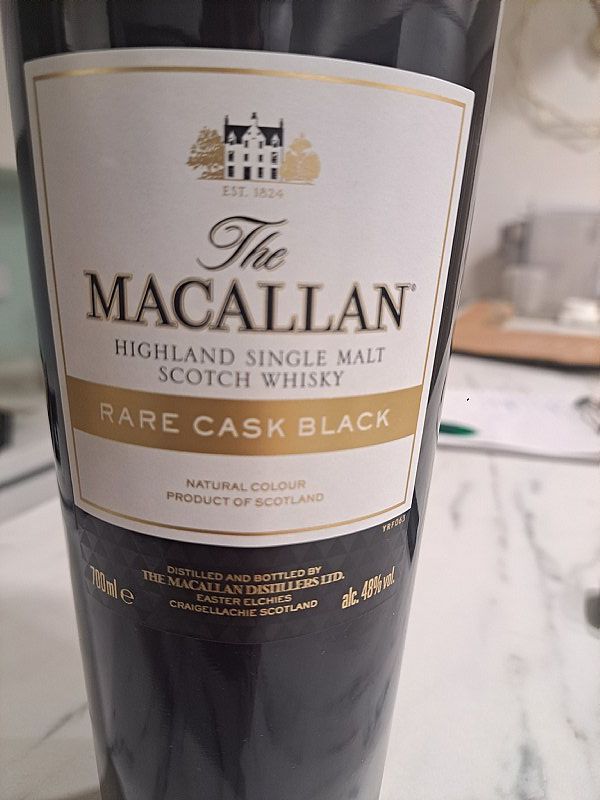 EST. 1824
The
MACALLAN®
HIGHLAND SINGLE MALT
SCOTCH WHISKY
RARE CASK BLACK
NATURAL COLOUR
PRODUCT OF SCOTLAND
YRF063
700ml ℮
DISTILLED AND BOTTLED BY
THE MACALLAN DISTILLERS LTD.
EASTER ELCHIES
CRAIGELLACHIE SCOTLAND
alc. 48% vol.